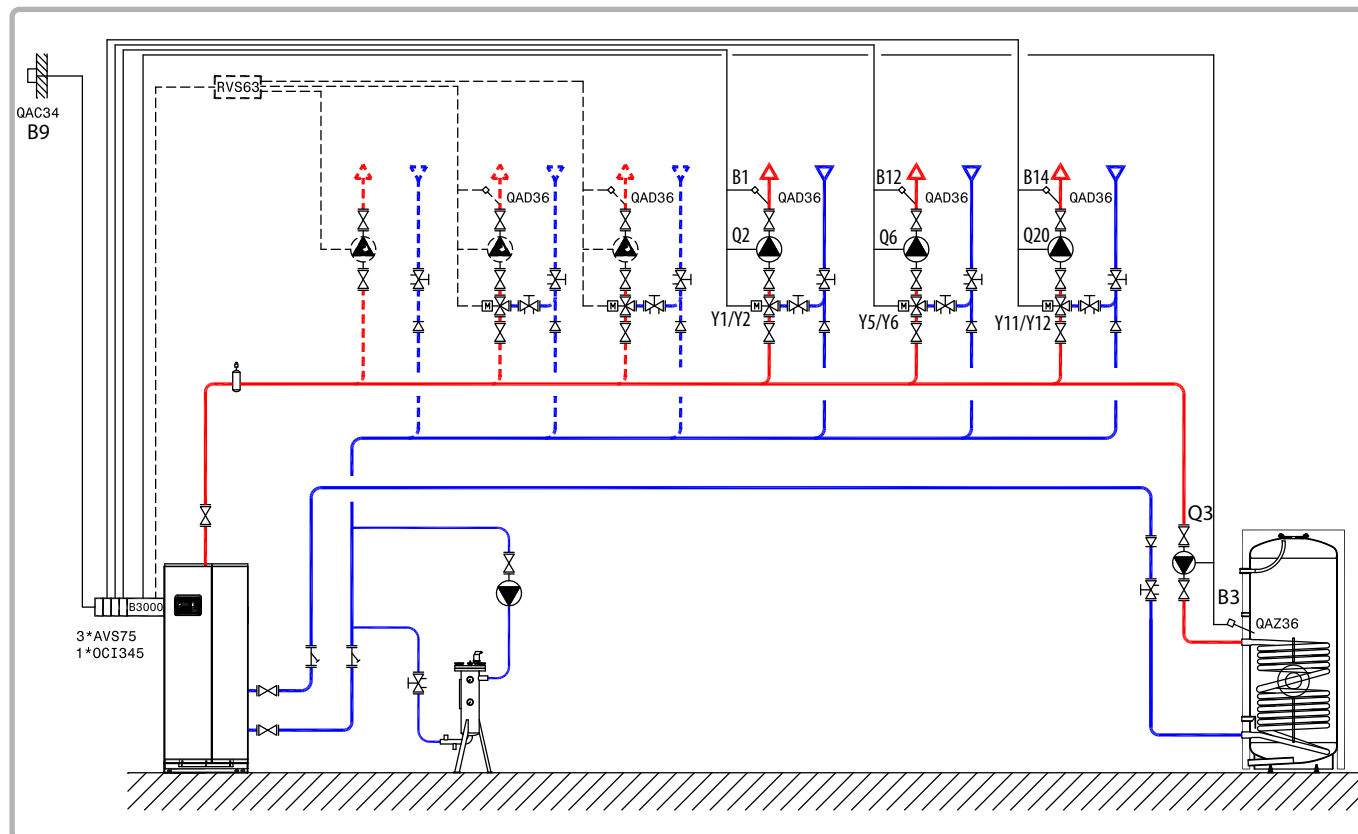 RVS63
QAC34
B9
QAD36
QAD36
B1
QAD36
B12
QAD36
B14
QAD36
Q2
Q6
Q20
M
M
M
M
M
Y1/Y2
Y5/Y6
Y11/Y12
Q3
B3000
B3
QAZ36
3*AVS75
1*OCI345